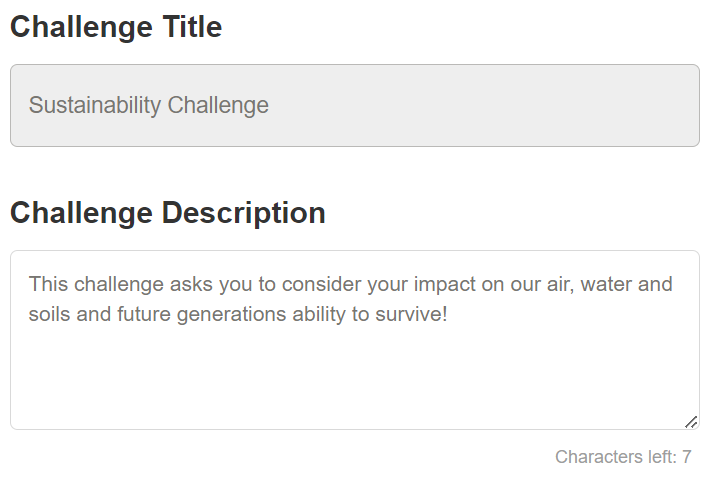 Challenge Title
Sustainability Challenge
Challenge Description
This challenge asks you to consider your impact on our air, water and
soils and future generations ability to survive!
Characters left: 7